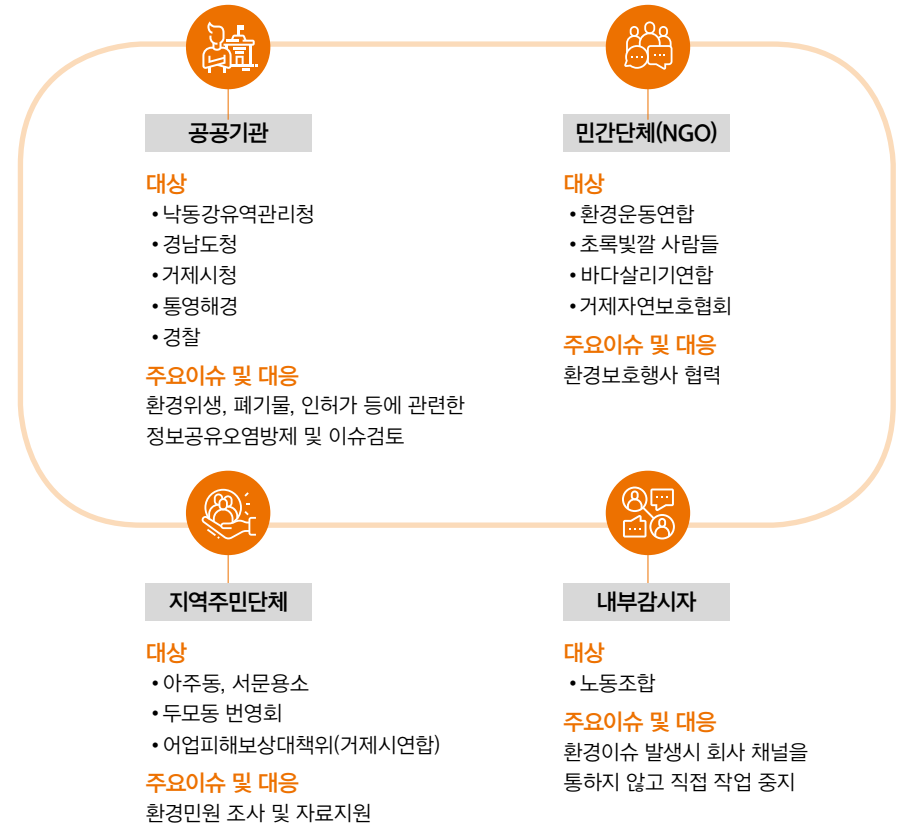 공공기관
대상
•낙동강유역관리청
•경남도청
•거제시청
•통영해경
•경찰
주요이슈 및 대응
환경위생, 폐기물, 인허가 등에 관련한
정보공유오염방제 및 이슈검토
민간단체(NGO)
대상
•환경운동연합
•초록빛깔 사람들
•바다살리기연합
•거제자연보호협회
주요이슈 및 대응
환경보호행사 협력
지역주민단체
대상
•아주동, 서문용소
•두모동 번영회
•어업피해보상대책위(거제시연합)
주요이슈 및 대응
환경민원 조사 및 자료지원
내부감시자
대상
•노동조합
주요이슈 및 대응
환경이슈 발생시 회사 채널을
통하지 않고 직접 작업 중지